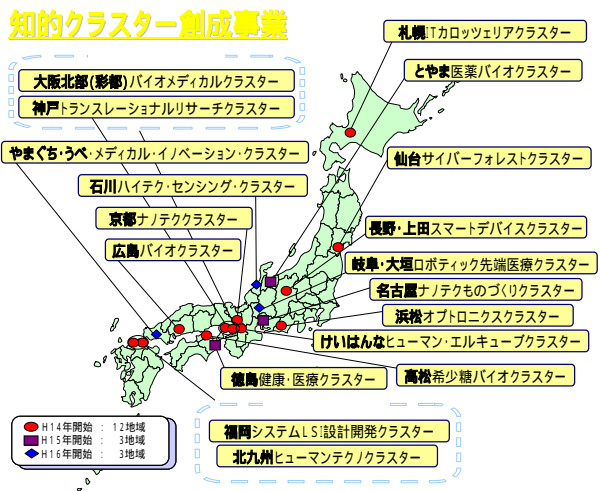 知的クラスター創成事業
札幌ITカロッツェリアクラスター
とやま医薬バイオクラスター
大阪北部(彩都)バイオメディカルクラスター
神戸トランスレーショナルリサーチクラスター
やまぐち・うべ・メディカル・イノベーション・クラスター
仙台サイバーフォレストクラスター
石川ハイテク・センシング・クラスター
京都ナノテククラスター
長野・上田スマートデバイスクラスター
広島バイオクラスター
岐阜・大垣ロボティック先端医療クラスター
名古屋ナノテクものづくりクラスター
浜松オプトロニクスクラスター
けいはんなヒューマン・エルキューブクラスター
徳島健康・医療クラスター
高松希少糖バイオクラスター
福岡システムLSI設計開発クラスター
北九州ヒューマンテクノクラスター
H14年開始 : 12地域
H15年開始 : 3地域
H16年開始 : 3地域